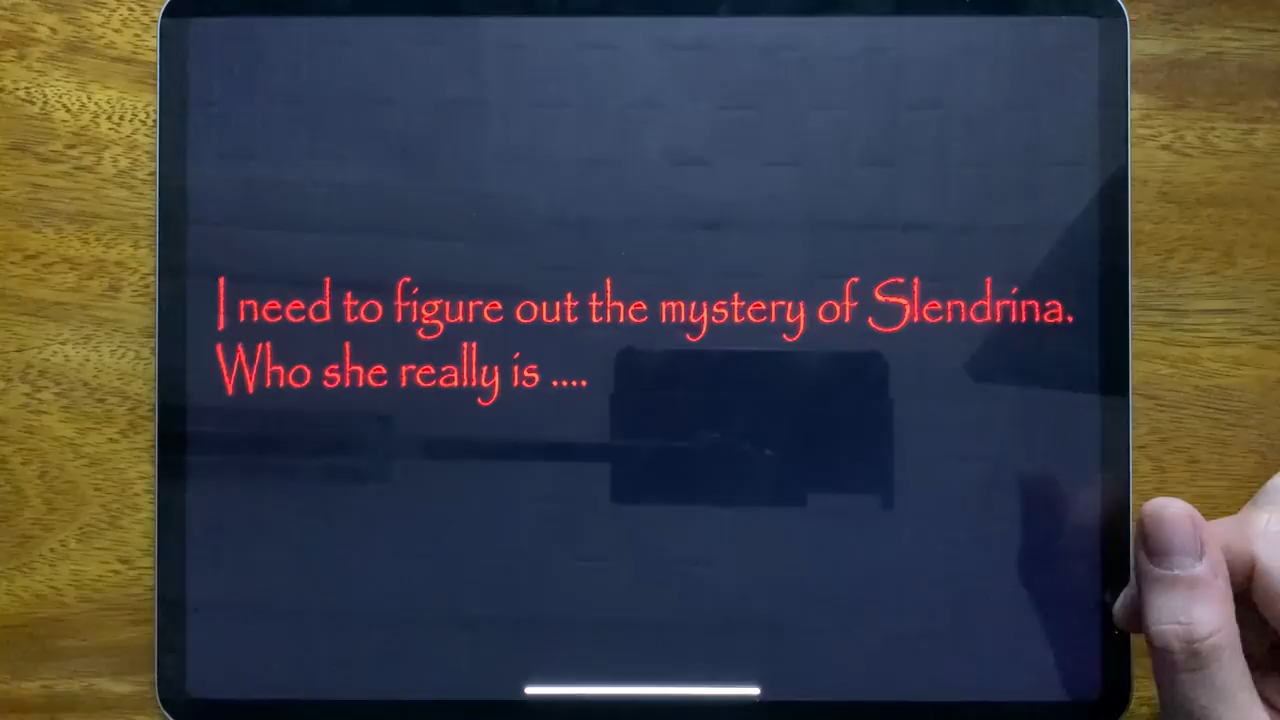 I need to figure out the mystery of Slendrina.
Who she really is ....